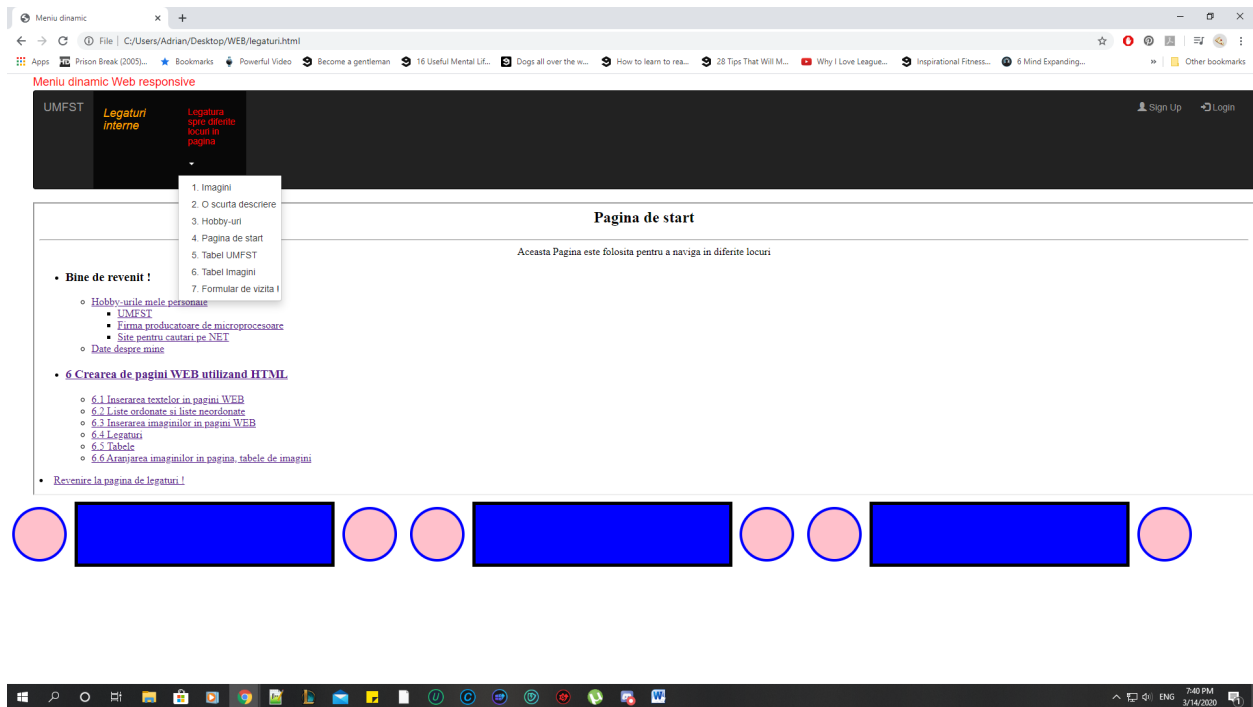 Meniu dinamic
File | C:/Users/Adrian/Desktop/WEB/legaturi.html
Apps Prison Break (2005)... Bookmarks Powerful Video Become a gentleman 16 Useful Mental Lif... Dogs all over the w... How to learn to rea... 28 Tips That Will M... Why I Love League... Inspirational Fitness... 6 Mind Expanding... » Other bookmarks
Meniu dinamic Web responsive
UMFST
Legaturi
interne
Legatura
spre diferite
locuri in
pagina
Sign Up Login
1. Imagini
2. O scurta descriere
3. Hobby-uri
4. Pagina de start
5. Tabel UMFST
6. Tabel Imagini
7. Formular de vizita !
Pagina de start
Aceasta Pagina este folosita pentru a naviga in diferite locuri
Bine de revenit !
Hobby-urile mele personale
UMFST
Firma producatoare de microprocesoare
Site pentru cautari pe NET
Date despre mine
6 Crearea de pagini WEB utilizand HTML
6.1 Inserarea textelor in pagini WEB
6.2 Liste ordonate si liste neordonate
6.3 Inserarea imaginilor in pagini WEB
6.4 Legaturi
6.5 Tabele
6.6 Aranjarea imaginilor in pagina, tabele de imagini
Revenire la pagina de legaturi !
ENG
7:40 PM
3/14/2020